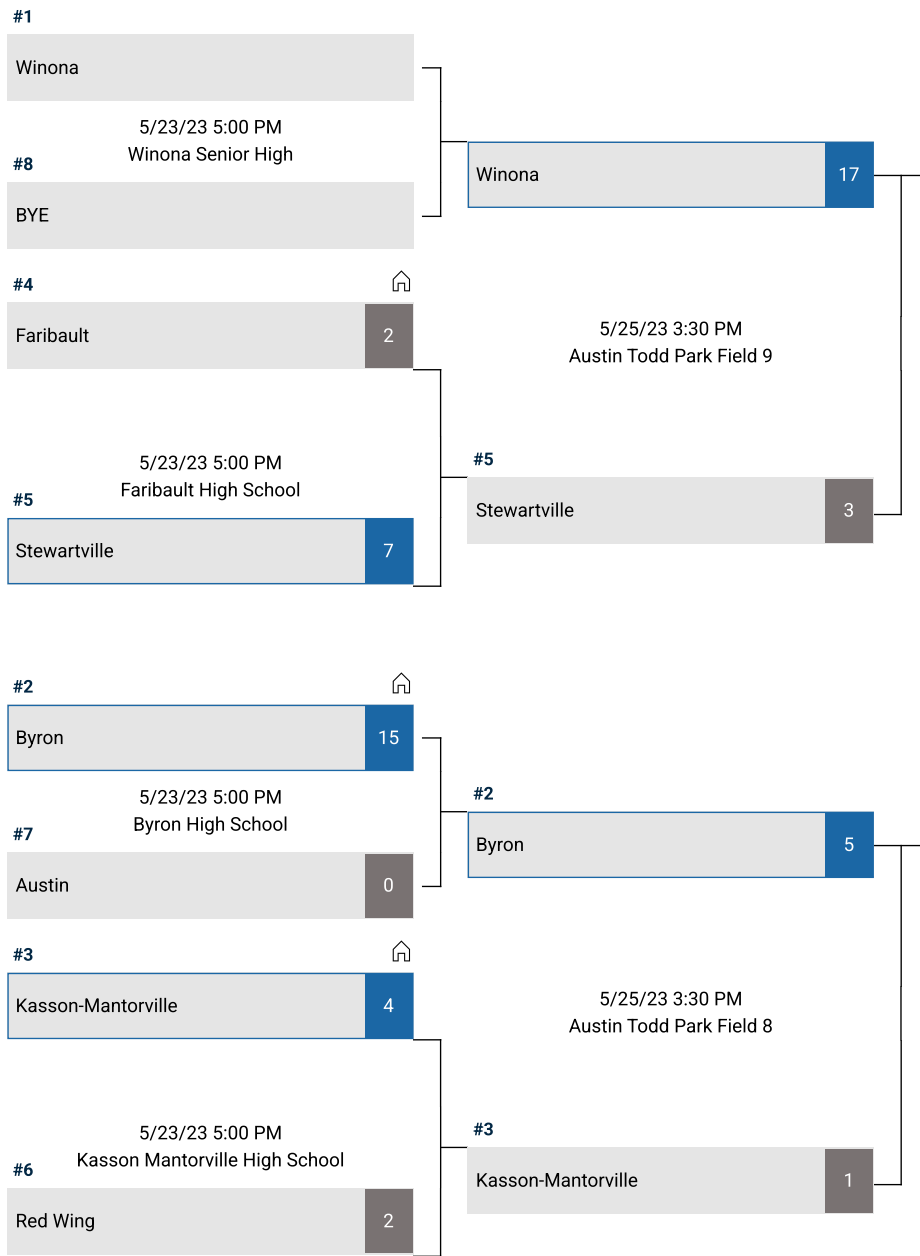 #1
Winona
5/23/23 5:00 PM
Winona Senior High
#8
BYE
Winona 17
#4
Faribault 2
5/23/23 5:00 PM
Faribault High School
#5
Stewartville 7
5/25/23 3:30 PM
Austin Todd Park Field 9
#5
Stewartville 3
#2
Byron 15
5/23/23 5:00 PM
Byron High School
#7
Austin 0
#2
Byron 5
#3
Kasson-Mantorville 4
5/23/23 5:00 PM
Kasson Mantorville High School
#6
Red Wing 2
5/25/23 3:30 PM
Austin Todd Park Field 8
#3
Kasson-Mantorville 1